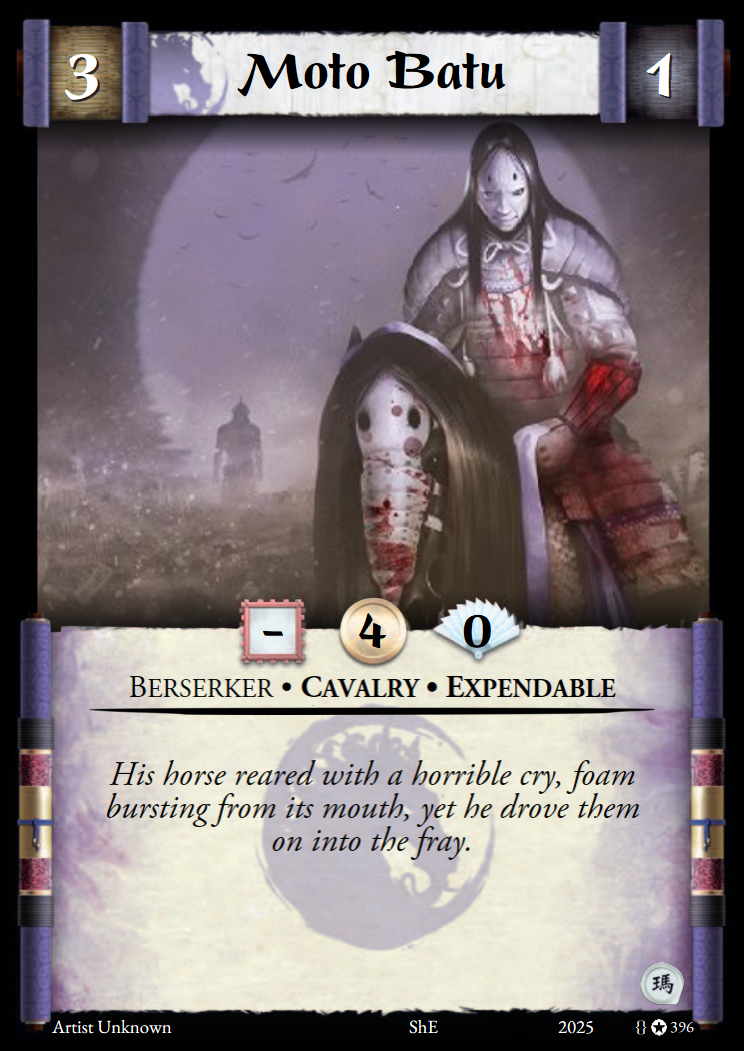 3
Moto Batu
1
-
4
0
BERSERKER • CAVALRY • EXPENDABLE
His horse reared with a horrible cry, foam
bursting from its mouth, yet he drove them
on into the fray.
瑪
Artist Unknown ShE 2025 {} ✪ 396